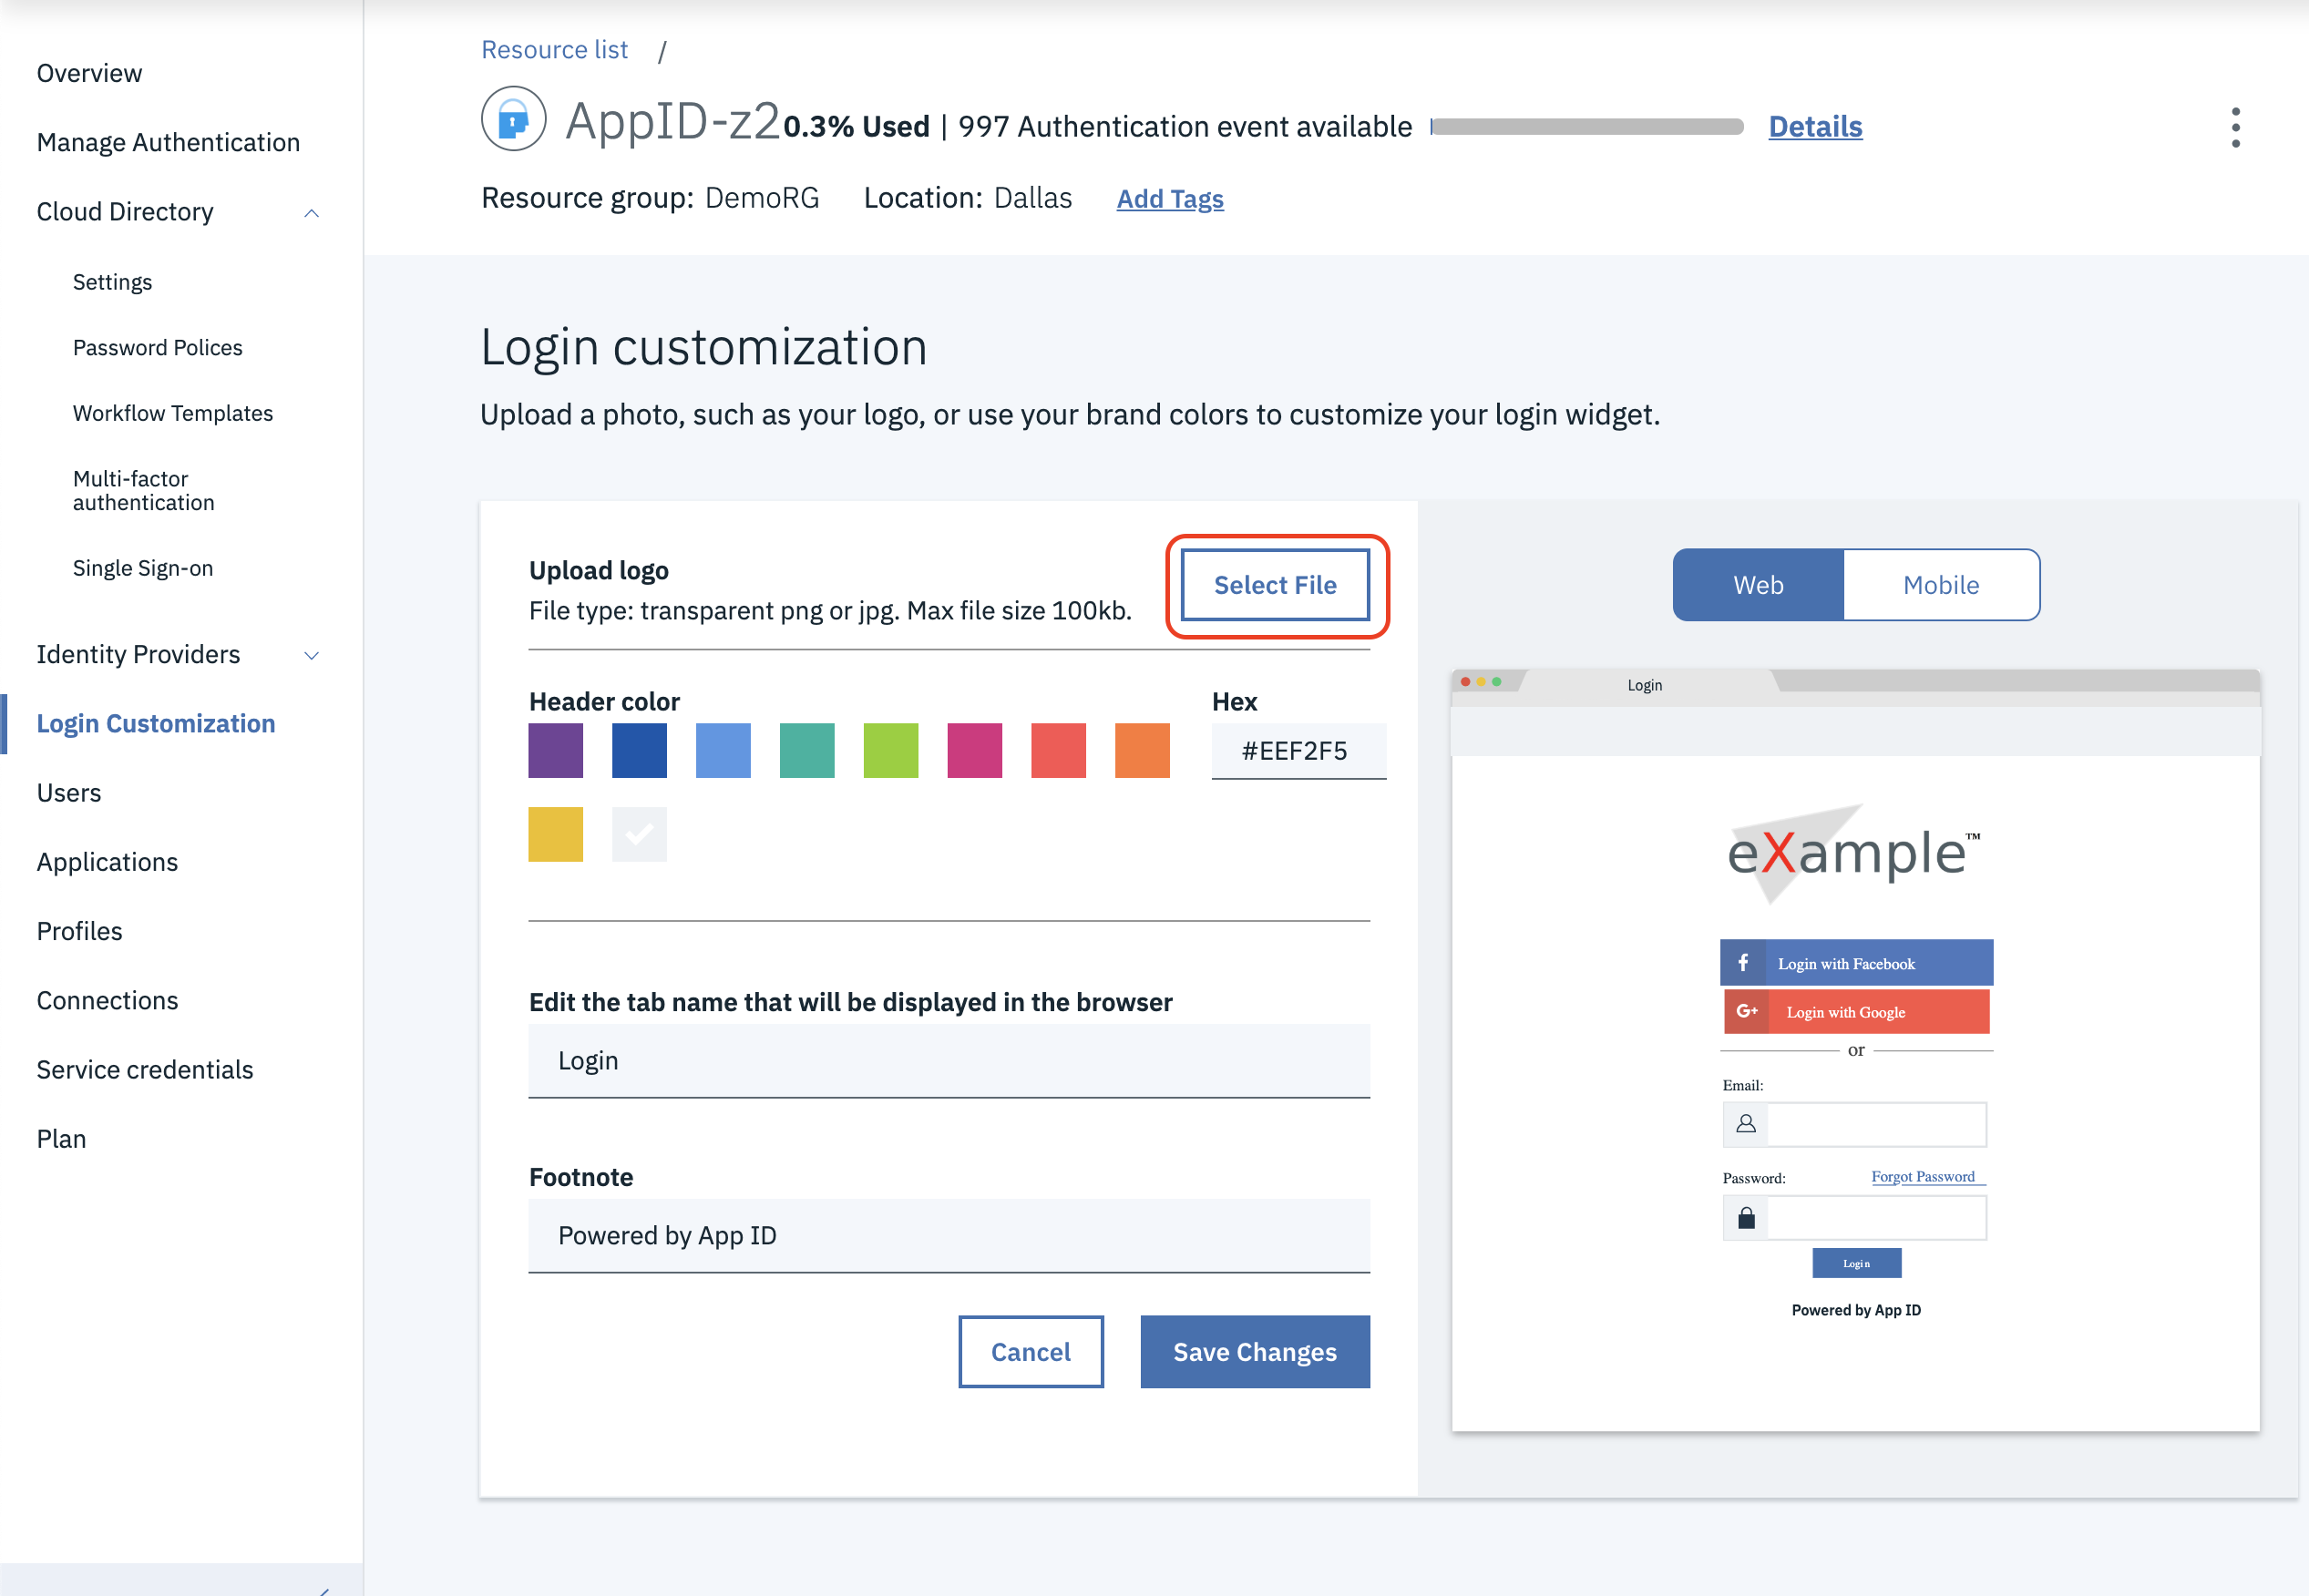 Overview
Manage Authentication
Cloud Directory
Settings
Password Polices
Workflow Templates
Multi-factor
authentication
Single Sign-on
Identity Providers
Login Customization
Users
Applications
Profiles
Connections
Service credentials
Plan
Resource list /
AppID-z2 0.3% Used | 997 Authentication event available Details
Resource group: DemoRG Location: Dallas Add Tags
Login customization
Upload a photo, such as your logo, or use your brand colors to customize your login widget.
Upload logo
File type: transparent png or jpg. Max file size 100kb.
Select File
Header color
Hex
#EEF2F5
Edit the tab name that will be displayed in the browser
Login
Footnote
Powered by App ID
Cancel
Save Changes
Web
Mobile
Login
eXample™
f Login with Facebook
G+ Login with Google
or
Email:
Password: Forgot Password
Login
Powered by App ID